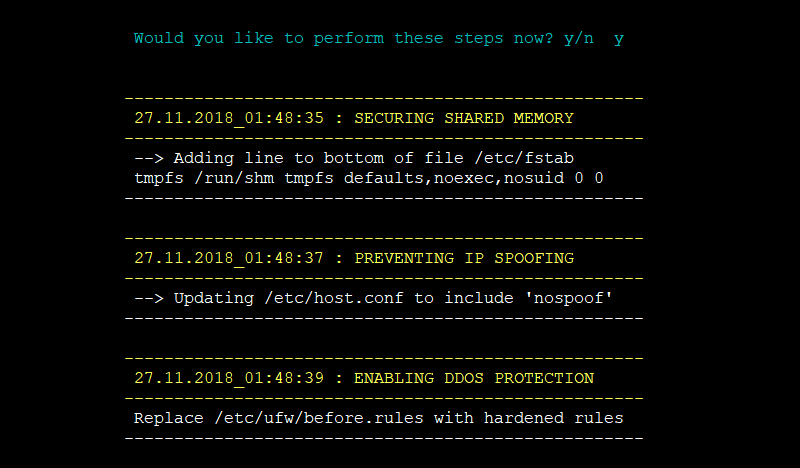 Would you like to perform these steps now? y/n  y
----------------------------------------------------
27.11.2018_01:48:35 : SECURING SHARED MEMORY
----------------------------------------------------
--> Adding line to bottom of file /etc/fstab
tmpfs /run/shm tmpfs defaults,noexec,nosuid 0 0
----------------------------------------------------
----------------------------------------------------
27.11.2018_01:48:37 : PREVENTING IP SPOOFING
----------------------------------------------------
--> Updating /etc/host.conf to include 'nospoof'
----------------------------------------------------
----------------------------------------------------
27.11.2018_01:48:39 : ENABLING DDOS PROTECTION
----------------------------------------------------
Replace /etc/ufw/before.rules with hardened rules
----------------------------------------------------